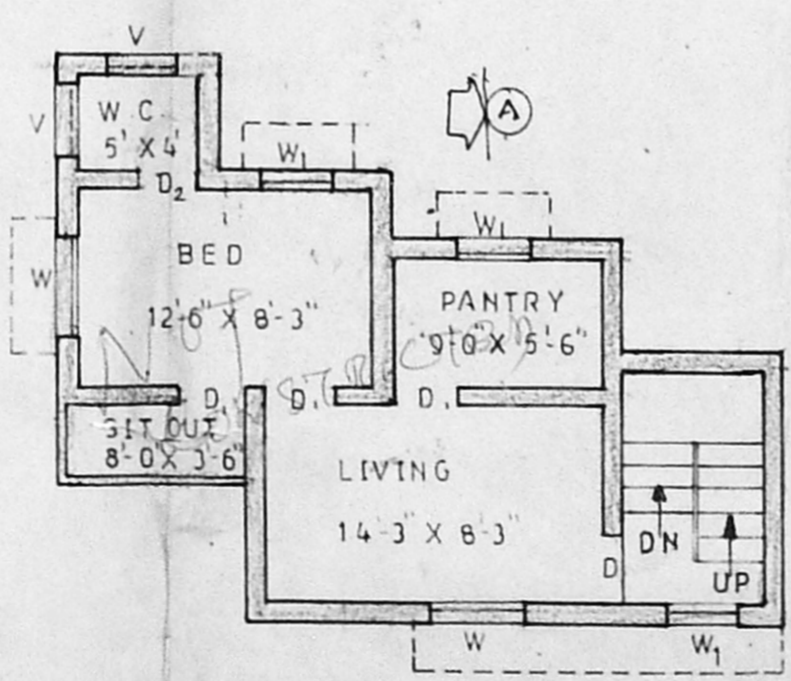 V
W.C.
5' X 4'
V
D2
W1
A
W1
BED
12'-6" X 8'-3"
W
PANTRY
9'-0" X 5'-6"
D1
D1
D1
SIT OUT
8'-0" X 3'-6"
LIVING
14'-3" X 8'-3"
D
DN
UP
W
W1